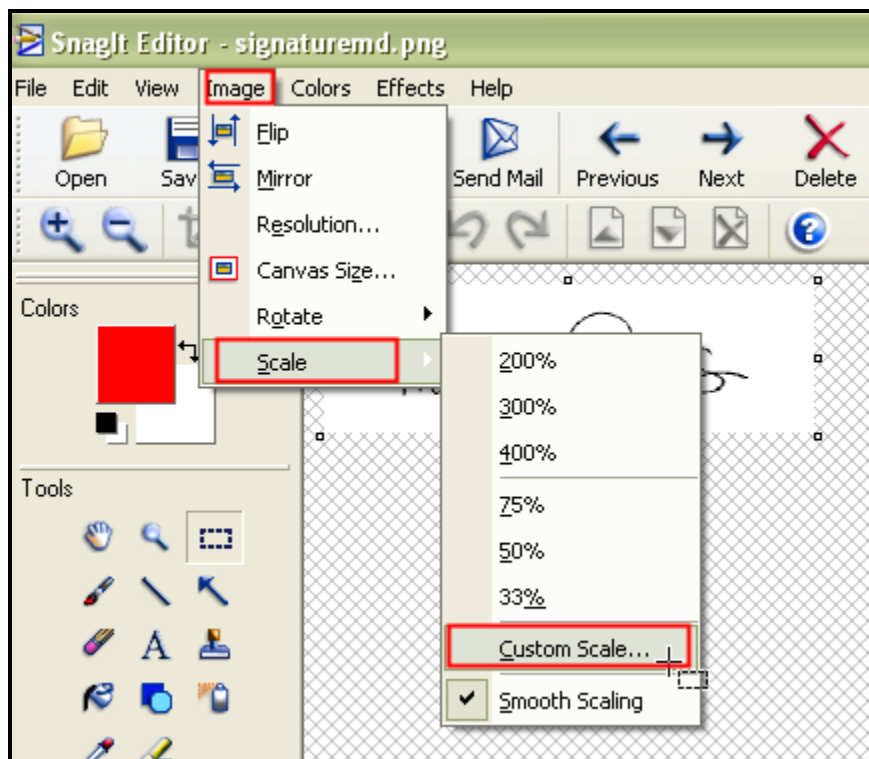 SnagIt Editor - signaturemd.png
File Edit View Image Colors Effects Help
Open Sav Send Mail Previous Next Delete
Flip
Mirror
Resolution...
Canvas Size...
Rotate
Scale
Colors
200%
300%
400%
75%
50%
33%
Custom Scale...
Smooth Scaling
Tools
A